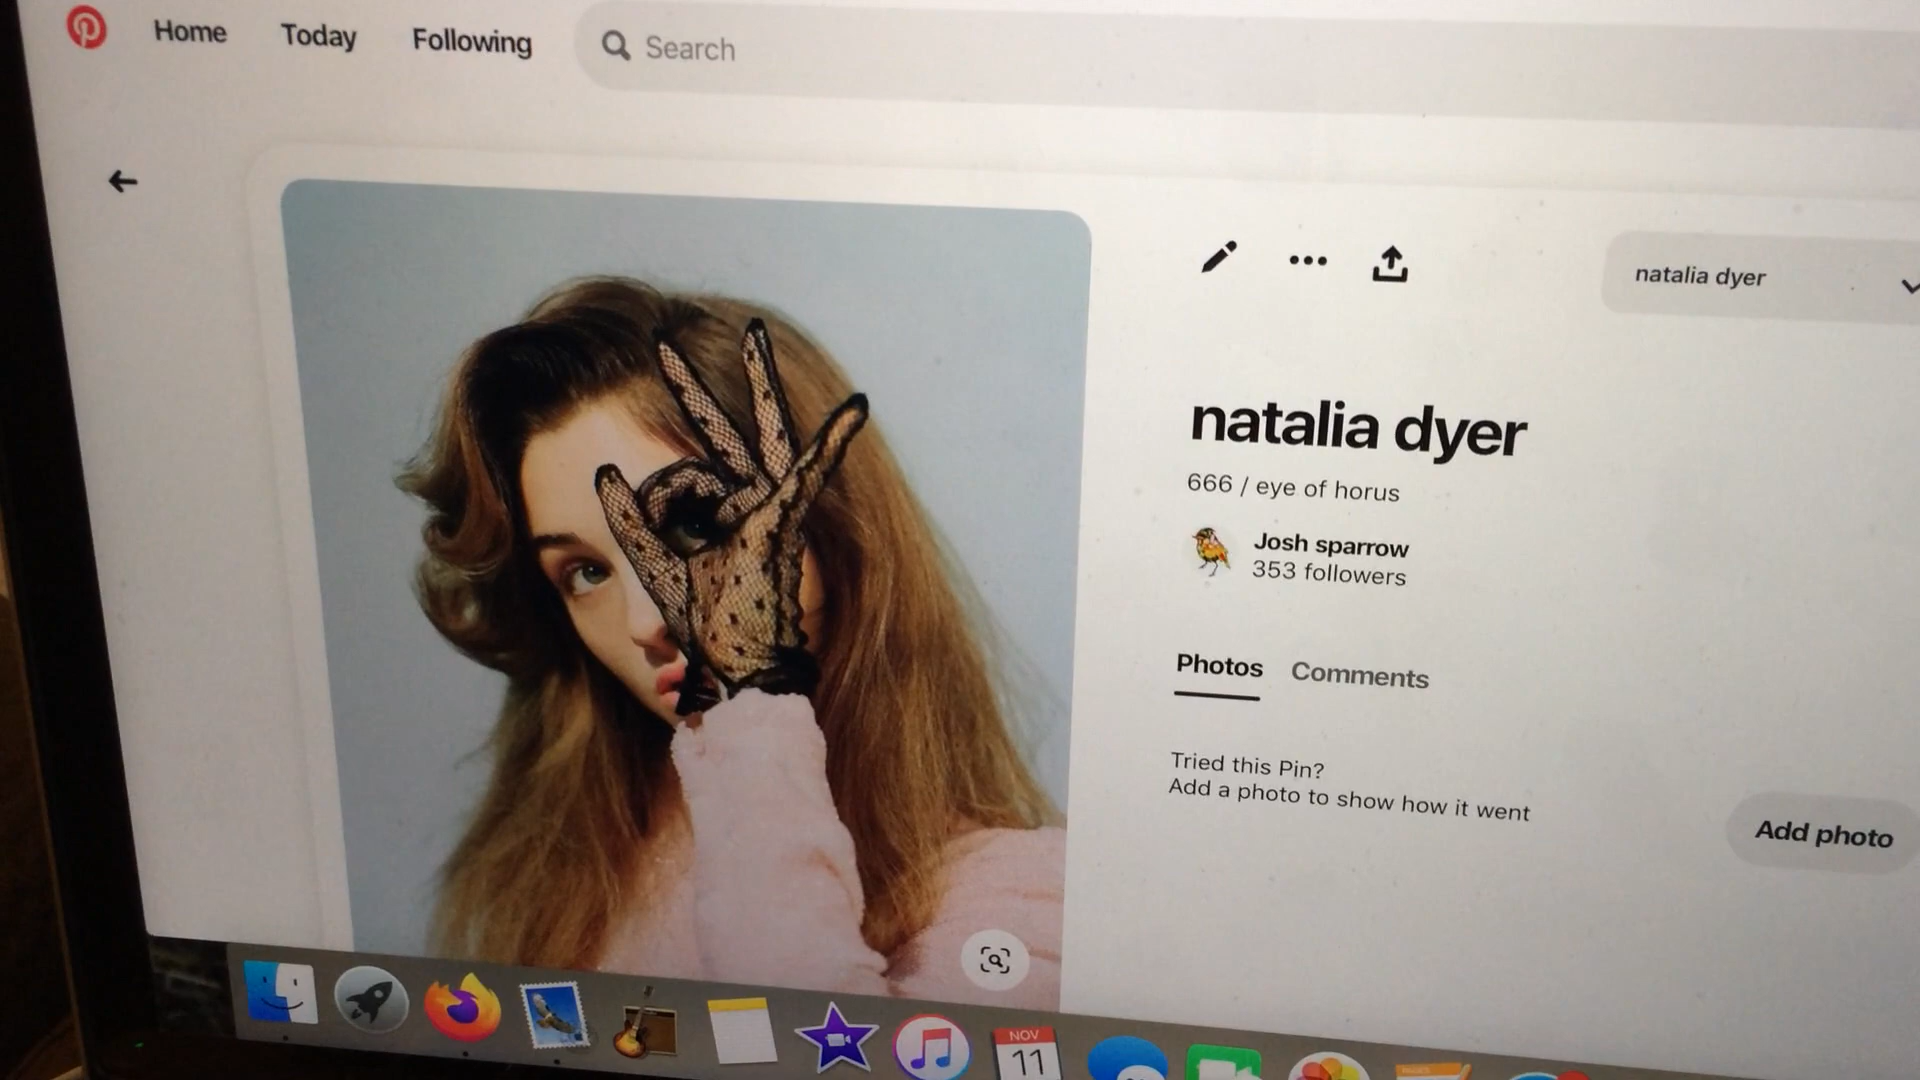 Home Today Following Search
natalia dyer
natalia dyer
666 / eye of horus
Josh sparrow
353 followers
Photos Comments
Tried this Pin?
Add a photo to show how it went
Add photo
NOV
11
PAGES